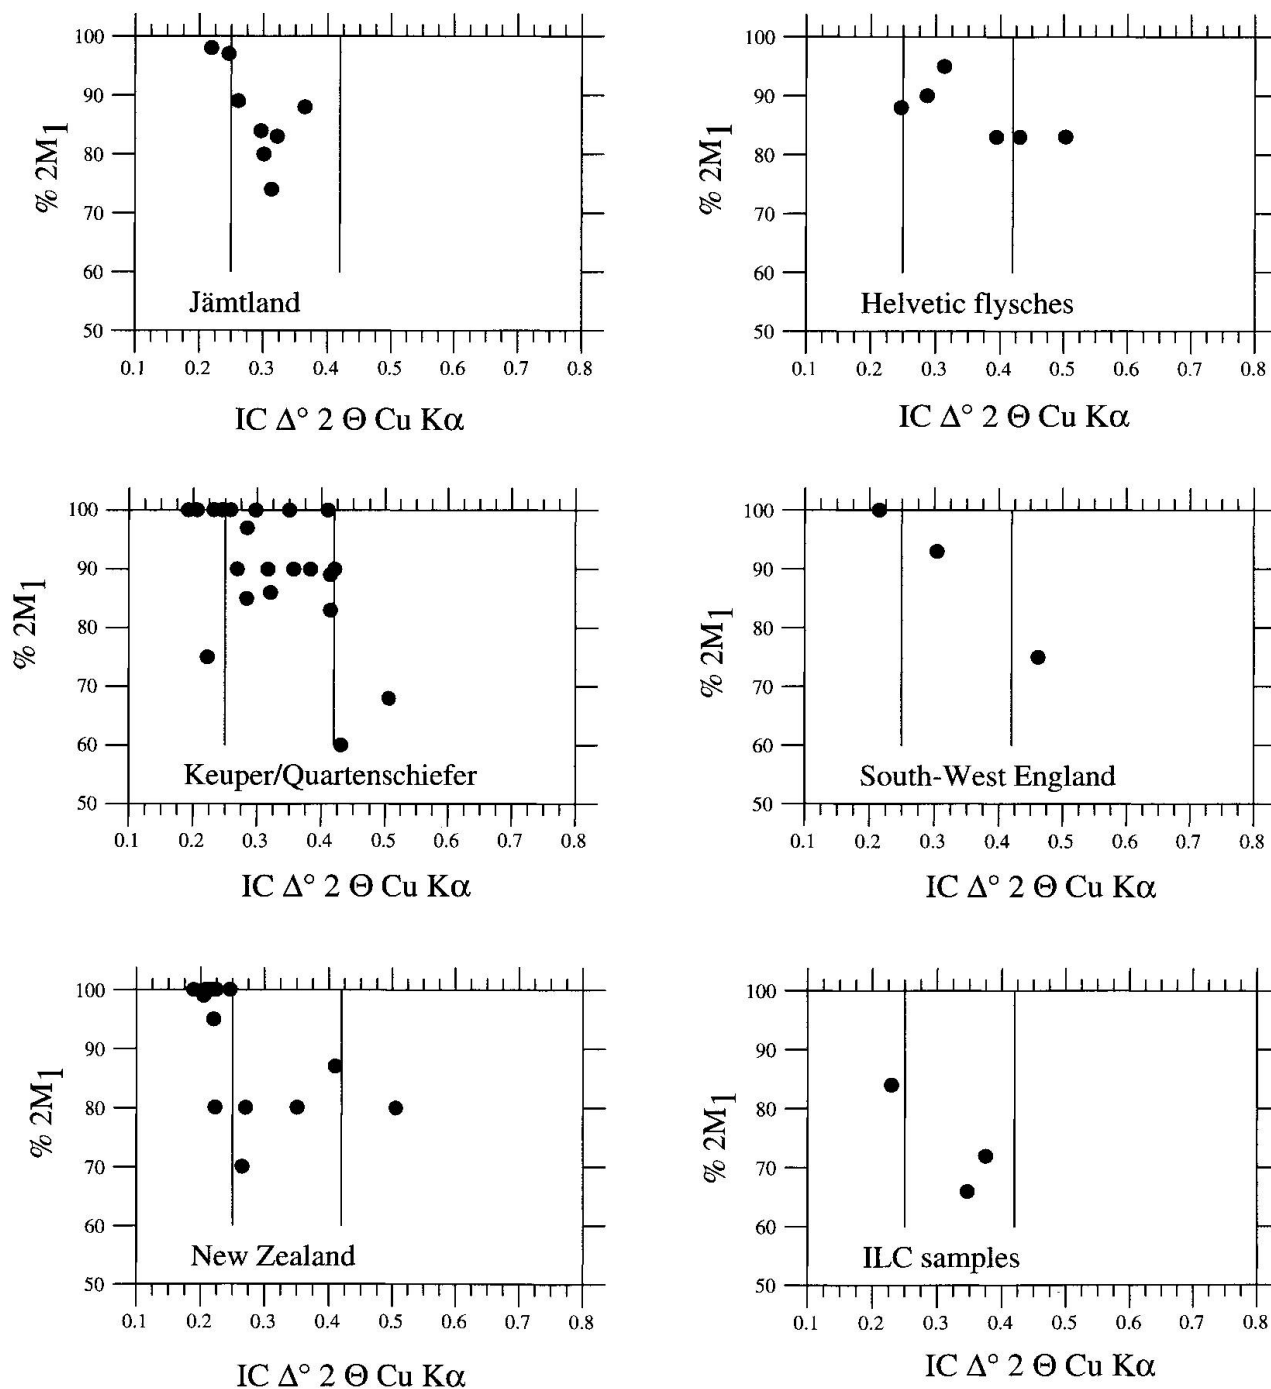 100
90
80
70
60
50
% 2M1
Jämtland
0.1 0.2 0.3 0.4 0.5 0.6 0.7 0.8
IC Δ° 2 Θ Cu Kα
100
90
80
70
60
50
% 2M1
Helvetic flysches
0.1 0.2 0.3 0.4 0.5 0.6 0.7 0.8
IC Δ° 2 Θ Cu Kα
100
90
80
70
60
50
% 2M1
Keuper/Quartenschiefer
0.1 0.2 0.3 0.4 0.5 0.6 0.7 0.8
IC Δ° 2 Θ Cu Kα
100
90
80
70
60
50
% 2M1
South-West England
0.1 0.2 0.3 0.4 0.5 0.6 0.7 0.8
IC Δ° 2 Θ Cu Kα
100
90
80
70
60
50
% 2M1
New Zealand
0.1 0.2 0.3 0.4 0.5 0.6 0.7 0.8
IC Δ° 2 Θ Cu Kα
100
90
80
70
60
50
% 2M1
ILC samples
0.1 0.2 0.3 0.4 0.5 0.6 0.7 0.8
IC Δ° 2 Θ Cu Kα